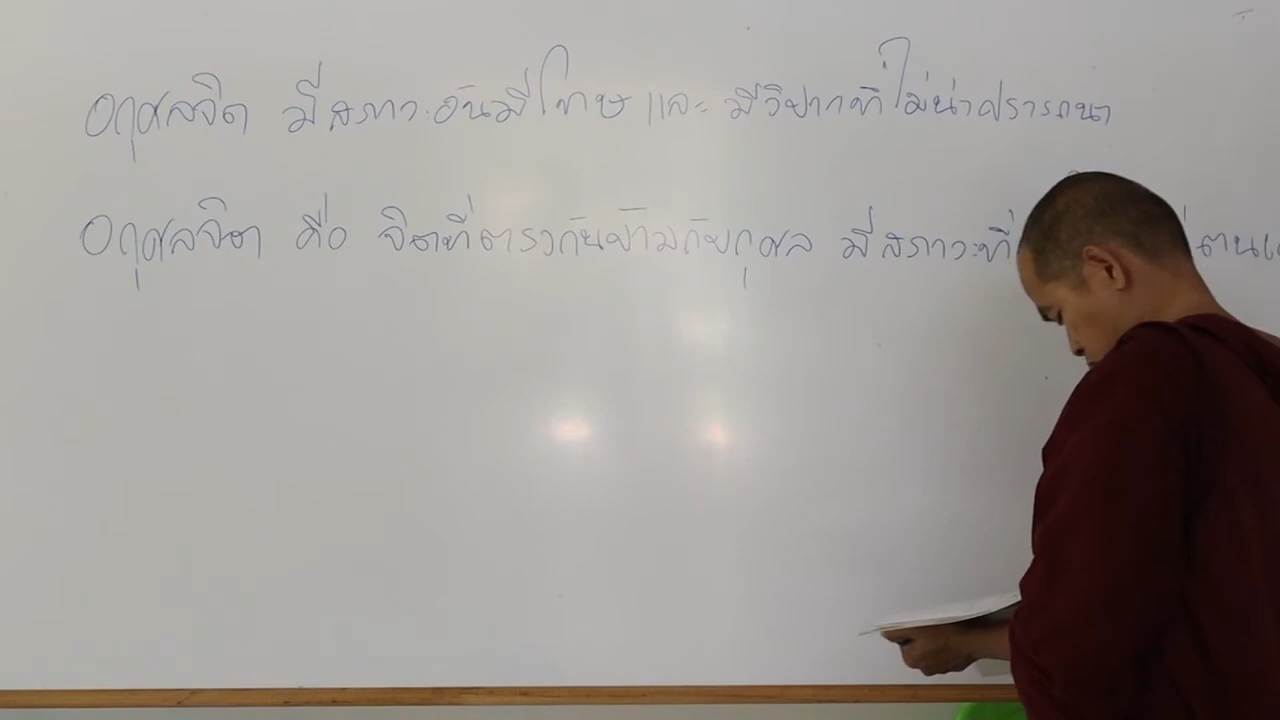 อกุศลจิต มีสภาวะอันมีโทษ และ มีวิปากที่ไม่น่าปรารถนา
อกุศลจิต คือ จิตที่ตรงกันข้ามกับกุศล มีสภาวะที่